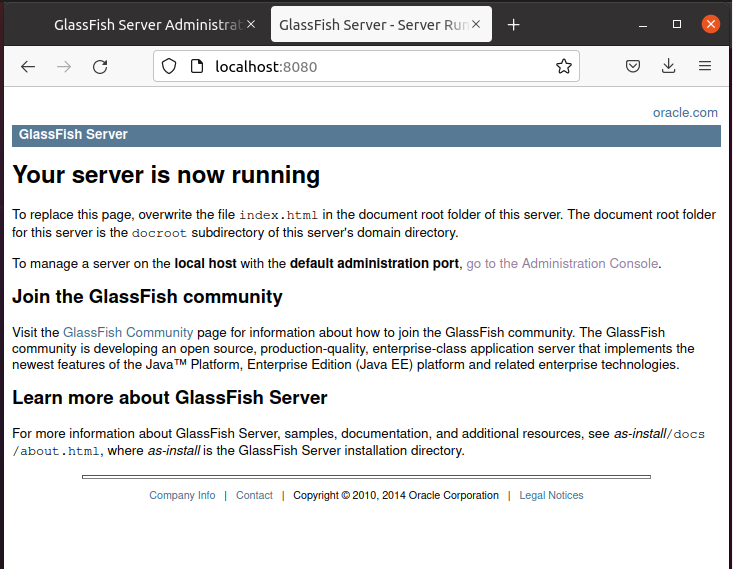 GlassFish Server Administrat
GlassFish Server - Server Run
localhost:8080
oracle.com
GlassFish Server
Your server is now running
To replace this page, overwrite the file index.html in the document root folder of this server. The document root folder
for this server is the docroot subdirectory of this server's domain directory.
To manage a server on the local host with the default administration port, go to the Administration Console.
Join the GlassFish community
Visit the GlassFish Community page for information about how to join the GlassFish community. The GlassFish
community is developing an open source, production-quality, enterprise-class application server that implements the
newest features of the Java™ Platform, Enterprise Edition (Java EE) platform and related enterprise technologies.
Learn more about GlassFish Server
For more information about GlassFish Server, samples, documentation, and additional resources, see as-install/docs
/about.html, where as-install is the GlassFish Server installation directory.
Company Info | Contact | Copyright © 2010, 2014 Oracle Corporation | Legal Notices